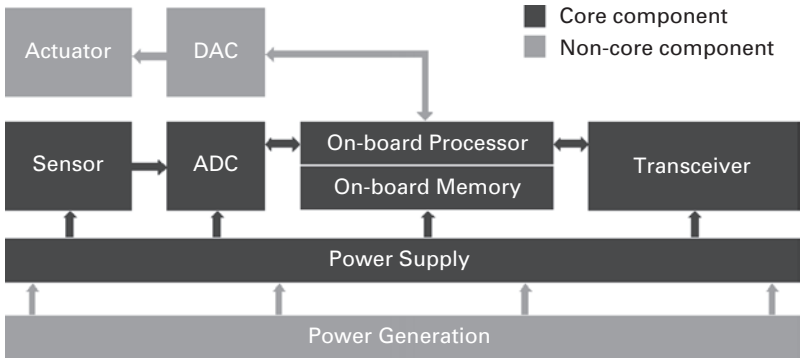 Core component
Non-core component
Actuator
DAC
Sensor
ADC
On-board Processor
On-board Memory
Transceiver
Power Supply
Power Generation